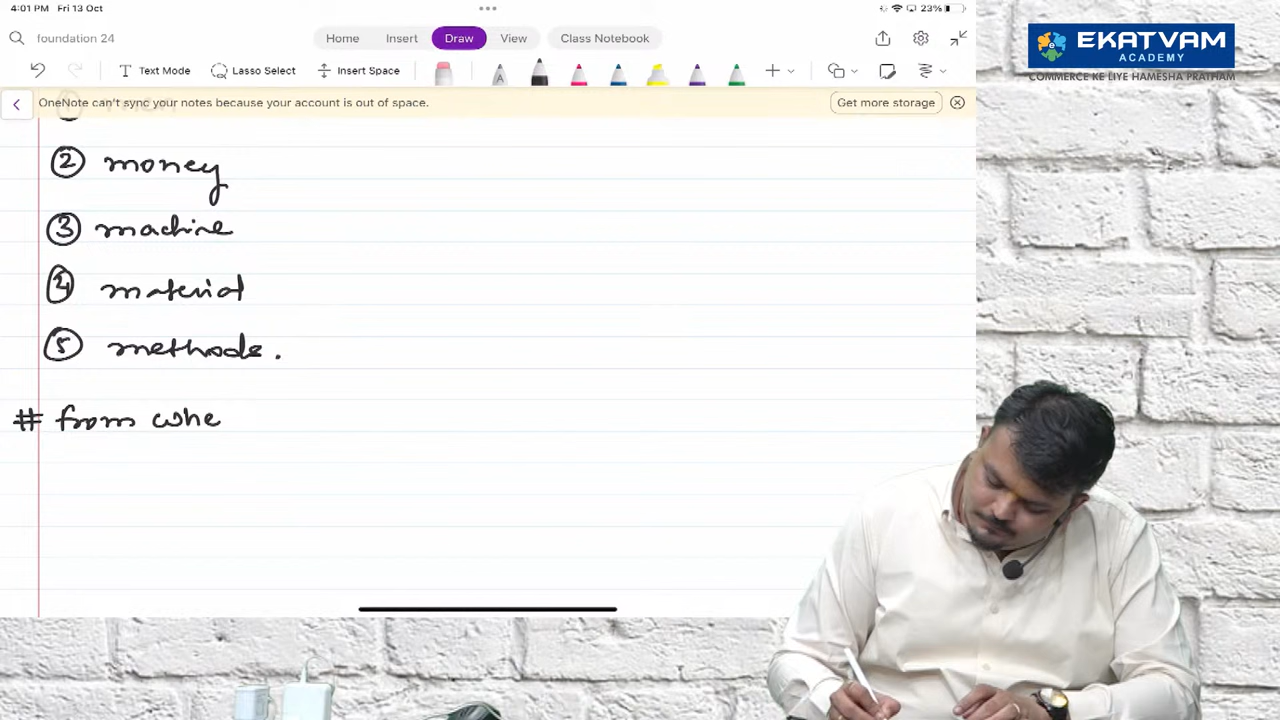 4:01 PM Fri 13 Oct
23%
foundation 24
Home Insert Draw View Class Notebook
Text Mode Lasso Select Insert Space
OneNote can't sync your notes because your account is out of space.
Get more storage
② money
③ machine
④ material
⑤ methods.
# from whe
EKATVAM
ACADEMY
COMMERCE KE LIYE HAMESHA PRATHAM